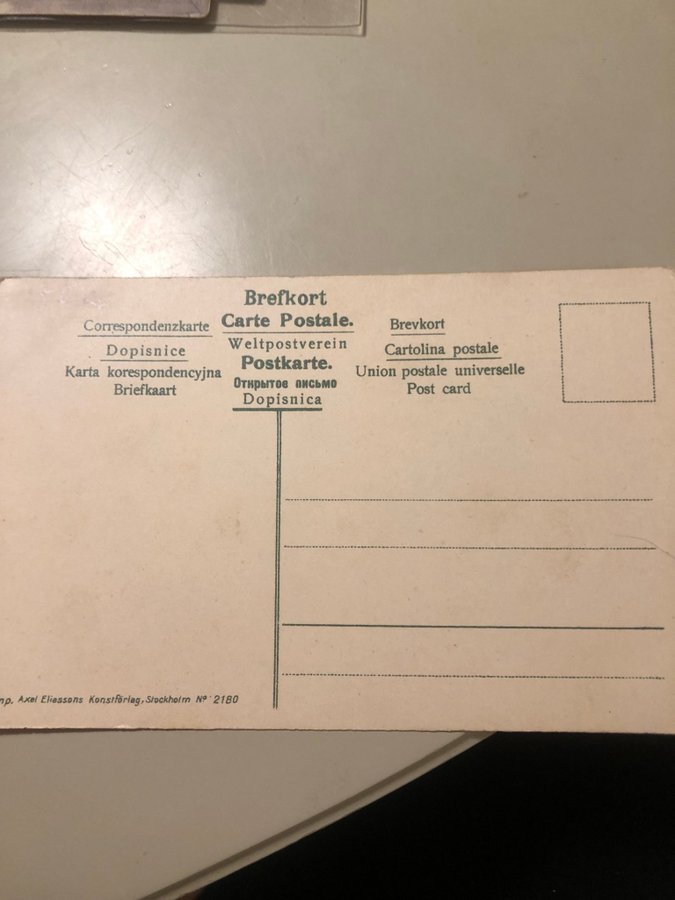 Brefkort
Carte Postale.
Weltpostverein
Postkarte.
Открытое письмо
Dopisnica
Correspondenzkarte
Dopisnice
Karta korespondencyjna
Briefkaart
Brevkort
Cartolina postale
Union postale universelle
Post card
mp. Axel Eliassons Konstförlag, Stockholm Nº 2180